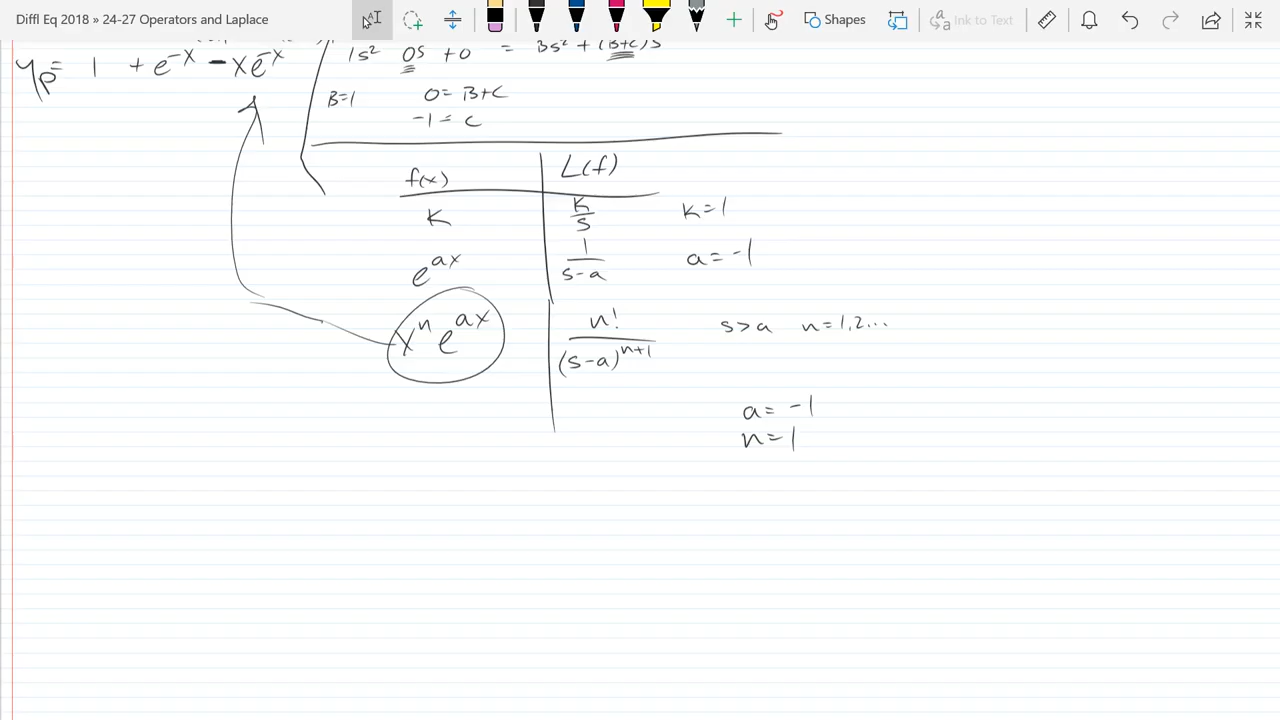 Diffl Eq 2018 » 24-27 Operators and Laplace
Shapes
Ink to Text
yp= 1 + e^-x - xe^-x
1s² 0s +0 = Bs² + (B+C)s
B=1 0= B+C
-1 = C
f(x) L(f)
K K/s K=1
e^ax 1/(s-a) a=-1
x^n e^ax n!/(s-a)^n+1 s>a n=1,2...
a= -1
n=1